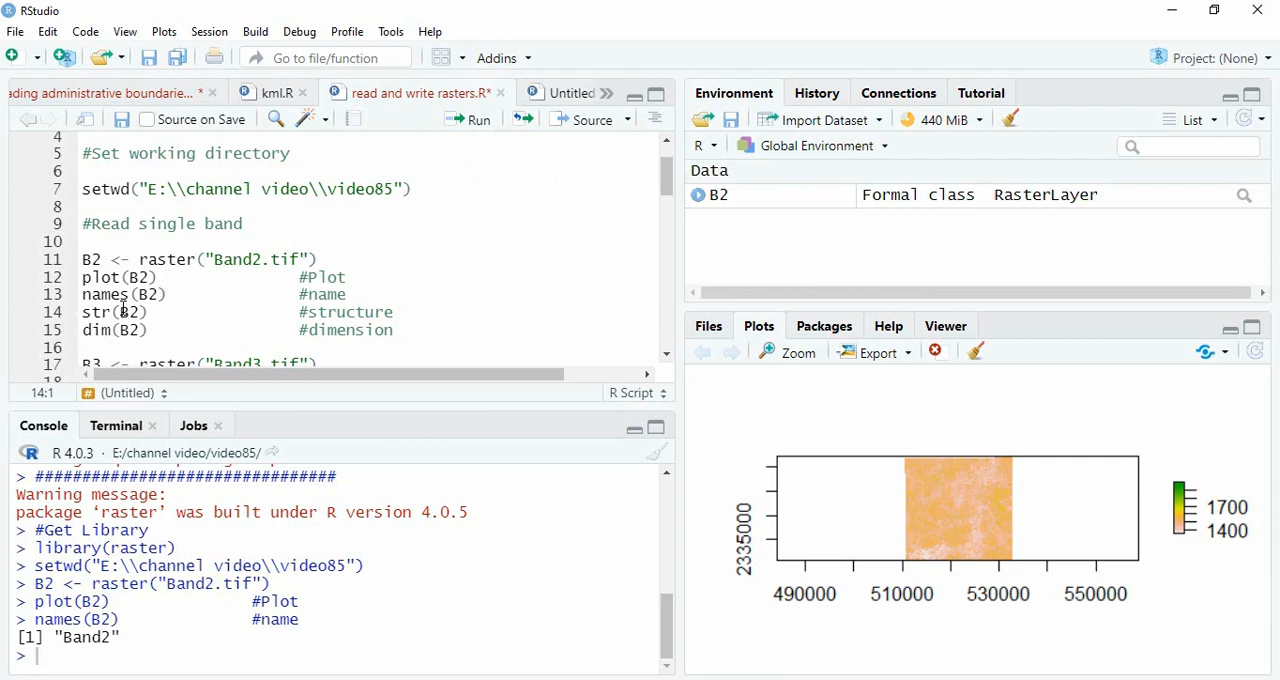 RStudio
File Edit Code View Plots Session Build Debug Profile Tools Help
Go to file/function Addins Project: (None)
ading administrative boundarie... * kml.R read and write rasters.R* Untitled
Source on Save Run Source
4
5 #Set working directory
6
7 setwd("E:\\channel video\\video85")
8
9 #Read single band
10
11 B2 <- raster("Band2.tif")
12 plot(B2) #Plot
13 names(B2) #name
14 str(B2) #structure
15 dim(B2) #dimension
16
17 B3 <- raster("Band3.tif")
18
14:1 # (Untitled) R Script
Console Terminal Jobs
R R 4.0.3 · E:/channel video/video85/
> ################################
Warning message:
package ‘raster’ was built under R version 4.0.5
> #Get Library
> library(raster)
> setwd("E:\\channel video\\video85")
> B2 <- raster("Band2.tif")
> plot(B2) #Plot
> names(B2) #name
[1] "Band2"
>
Environment History Connections Tutorial
Import Dataset 440 MiB List
R Global Environment
Data
B2 Formal class RasterLayer
Files Plots Packages Help Viewer
Zoom Export
2335000
490000 510000 530000 550000
1700
1400